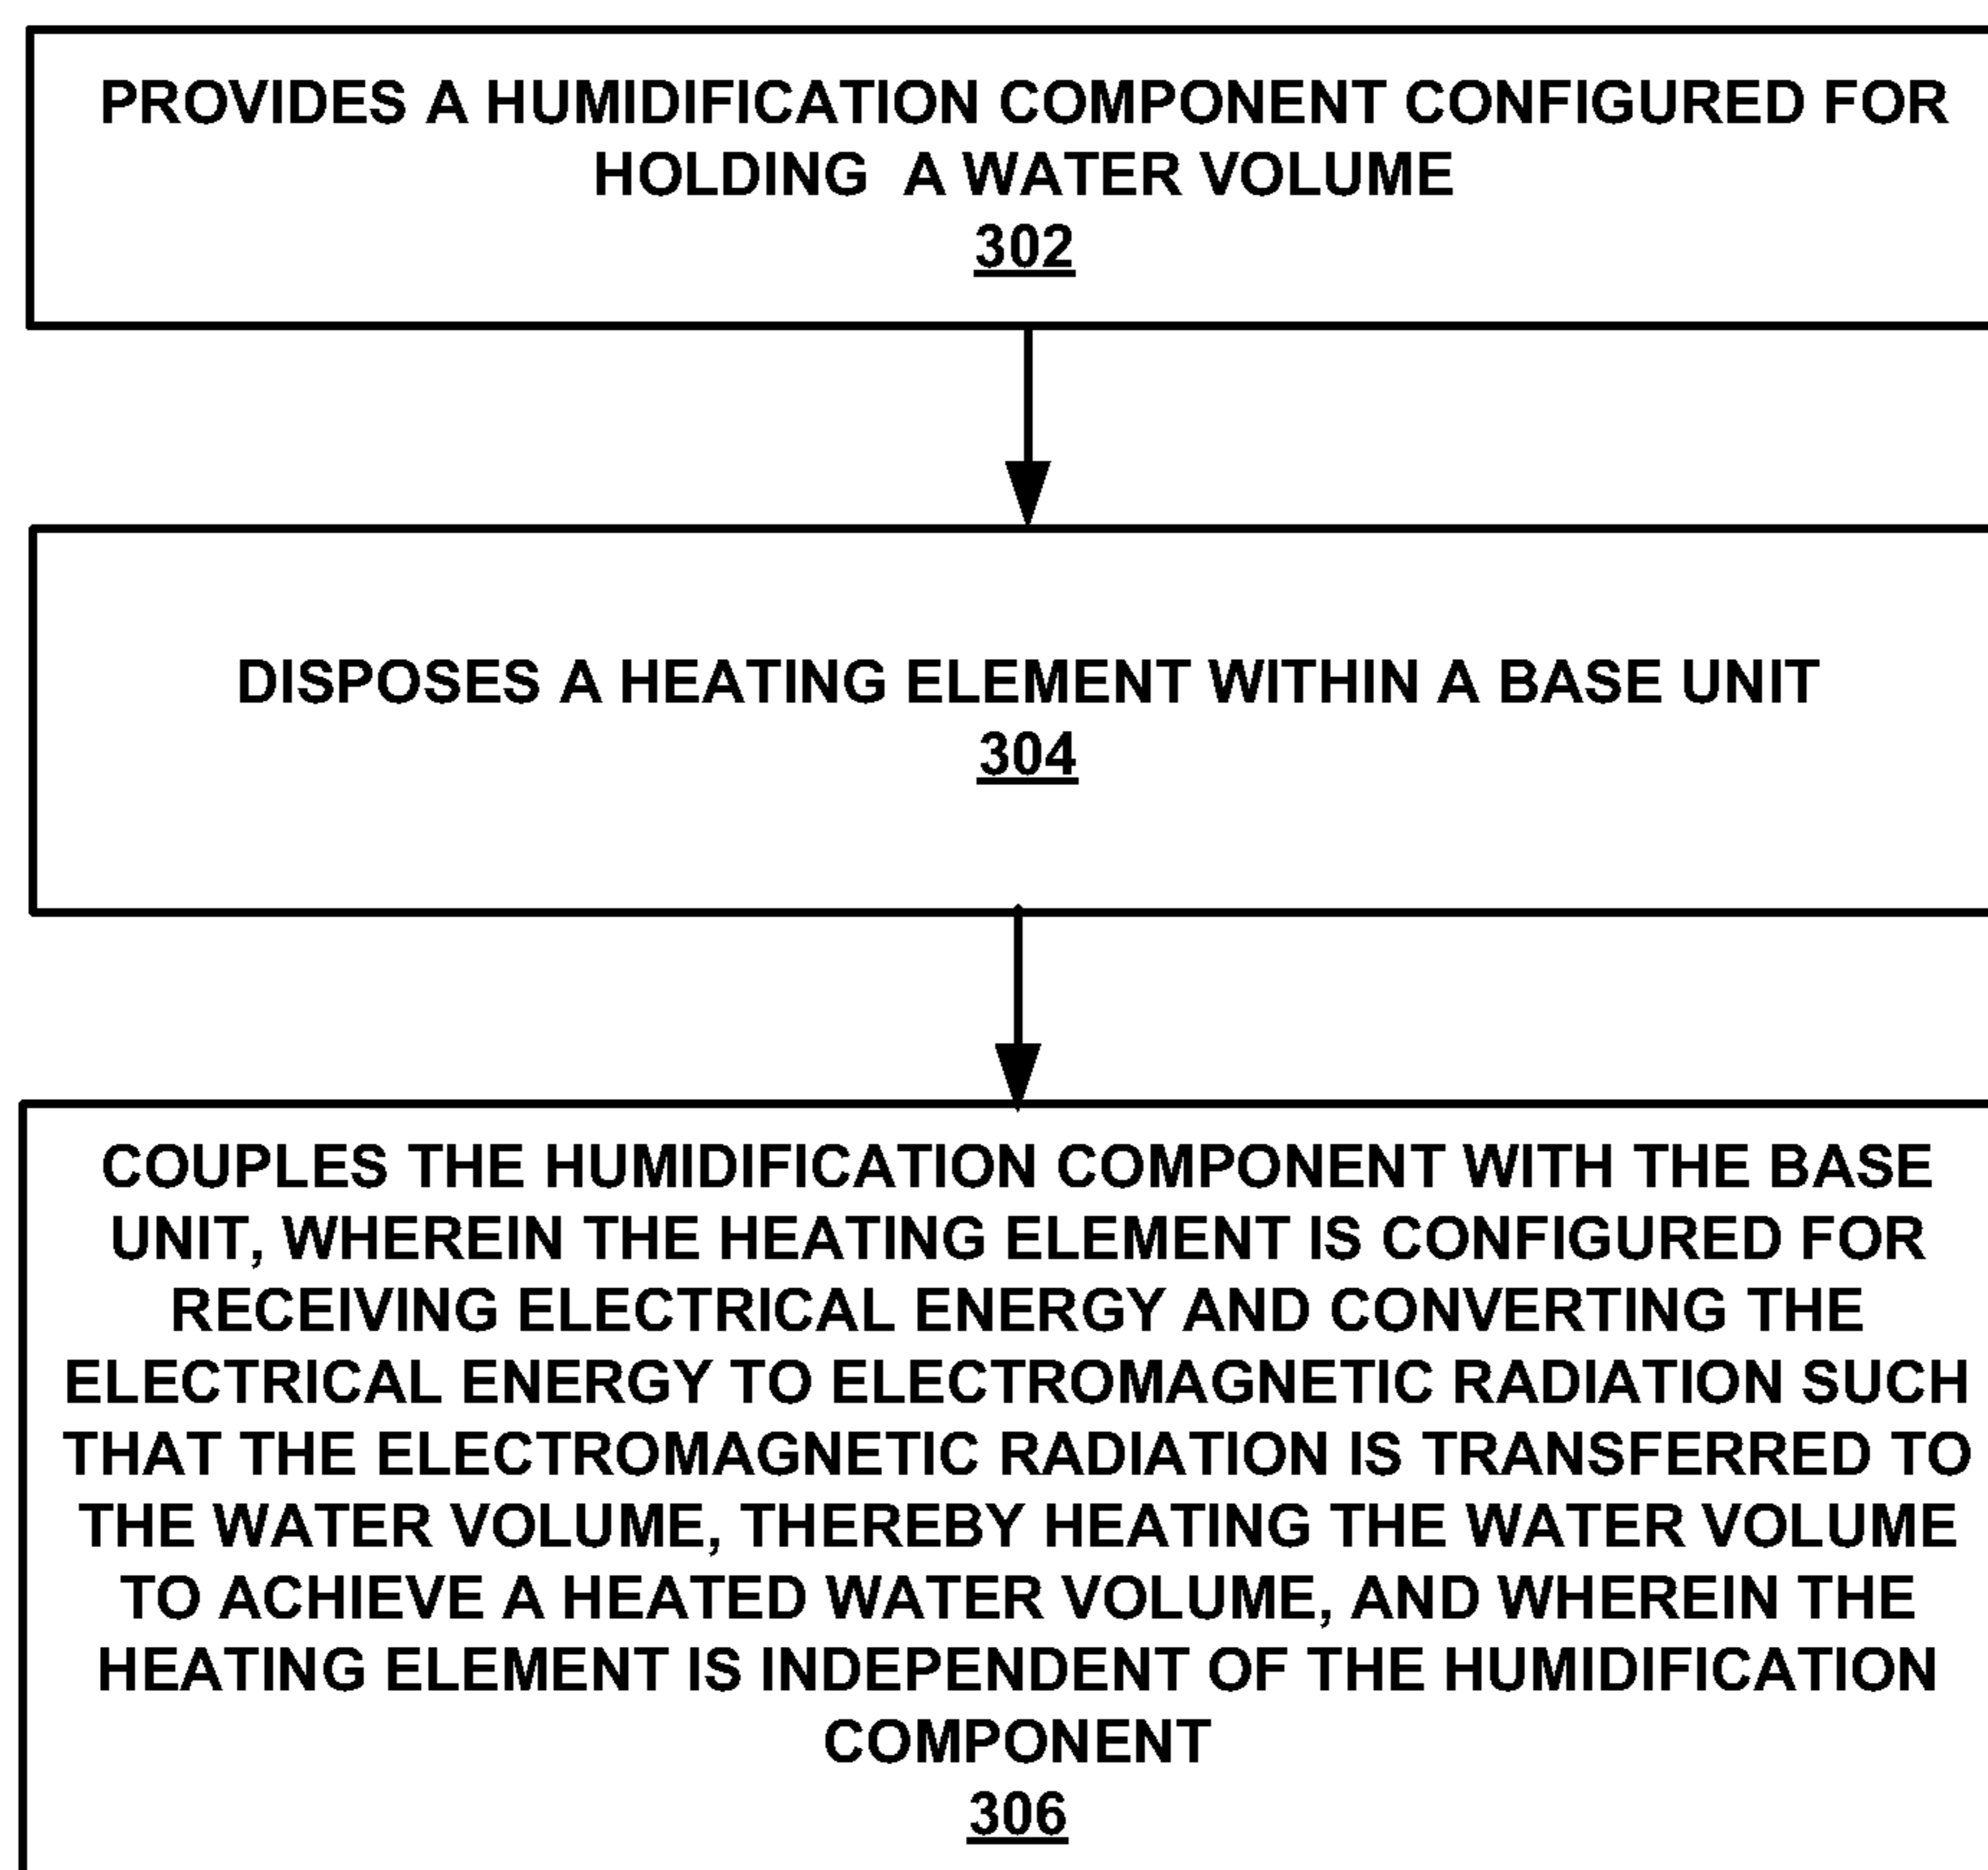 PROVIDES A HUMIDIFICATION COMPONENT CONFIGURED FOR
HOLDING A WATER VOLUME
302
DISPOSES A HEATING ELEMENT WITHIN A BASE UNIT
304
COUPLES THE HUMIDIFICATION COMPONENT WITH THE BASE
UNIT, WHEREIN THE HEATING ELEMENT IS CONFIGURED FOR
RECEIVING ELECTRICAL ENERGY AND CONVERTING THE
ELECTRICAL ENERGY TO ELECTROMAGNETIC RADIATION SUCH
THAT THE ELECTROMAGNETIC RADIATION IS TRANSFERRED TO
THE WATER VOLUME, THEREBY HEATING THE WATER VOLUME
TO ACHIEVE A HEATED WATER VOLUME, AND WHEREIN THE
HEATING ELEMENT IS INDEPENDENT OF THE HUMIDIFICATION
COMPONENT
306